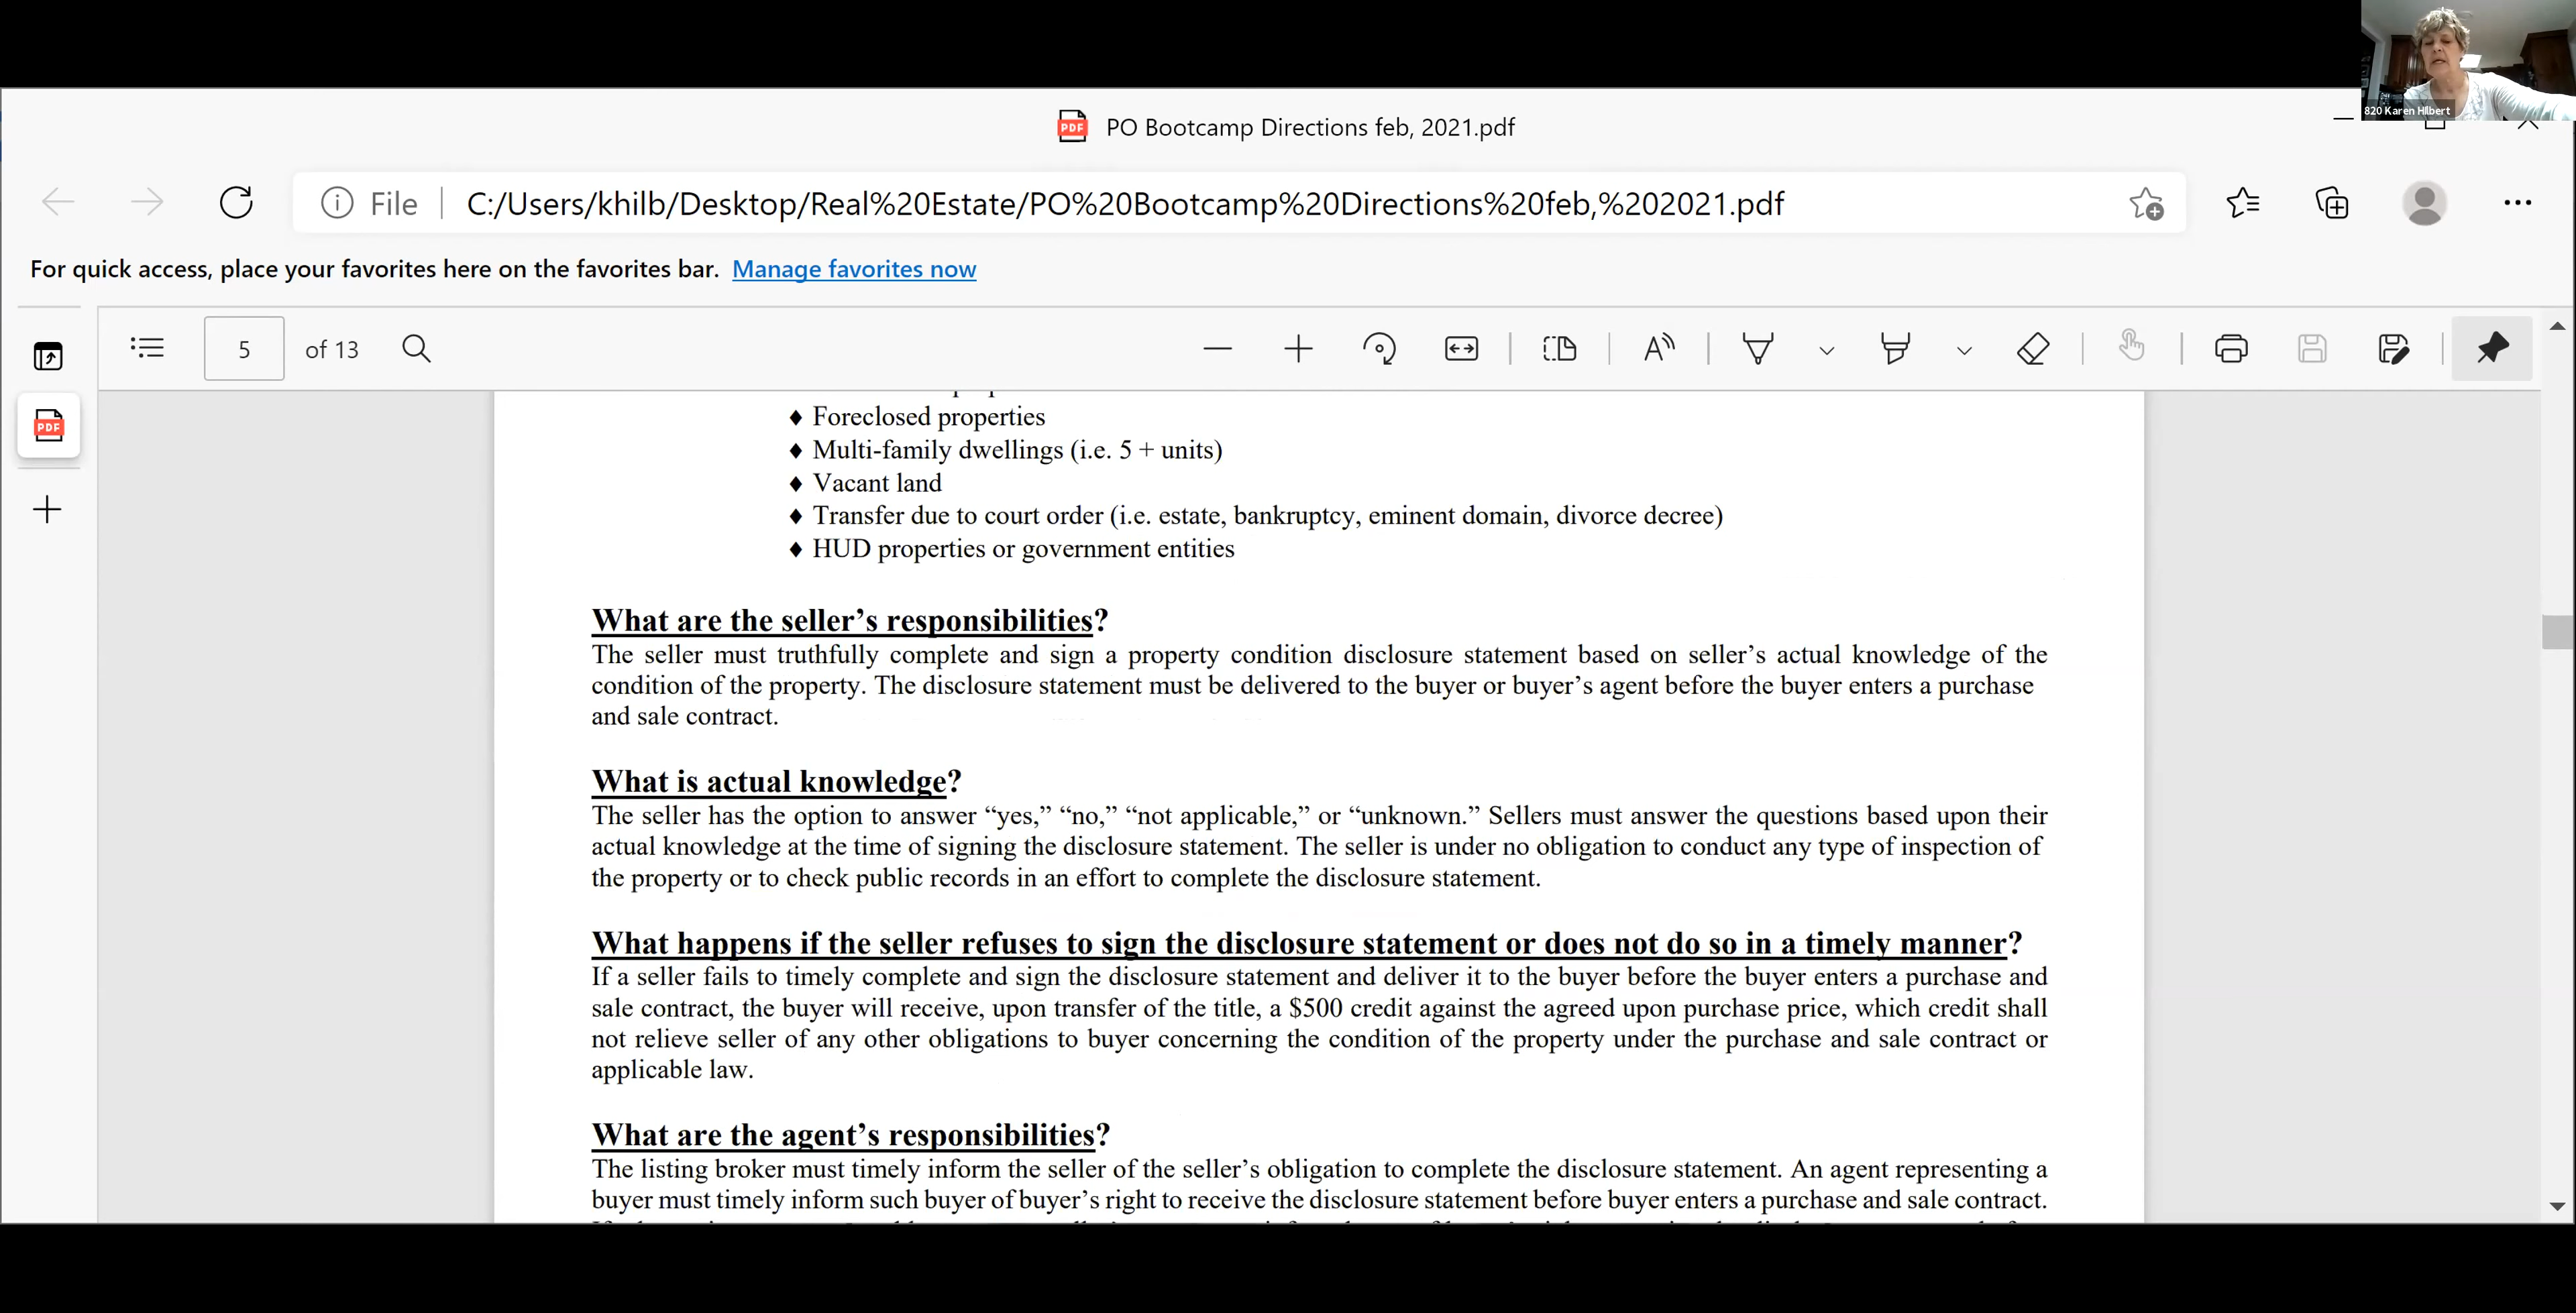 820 Karen Hilbert
PO Bootcamp Directions feb, 2021.pdf
File
C:/Users/khilb/Desktop/Real%20Estate/PO%20Bootcamp%20Directions%20feb,%202021.pdf
For quick access, place your favorites here on the favorites bar. Manage favorites now
5 of 13
PDF
♦ Foreclosed properties
♦ Multi-family dwellings (i.e. 5 + units)
♦ Vacant land
♦ Transfer due to court order (i.e. estate, bankruptcy, eminent domain, divorce decree)
♦ HUD properties or government entities
What are the seller’s responsibilities?
The seller must truthfully complete and sign a property condition disclosure statement based on seller’s actual knowledge of the
condition of the property. The disclosure statement must be delivered to the buyer or buyer’s agent before the buyer enters a purchase
and sale contract.
What is actual knowledge?
The seller has the option to answer “yes,” “no,” “not applicable,” or “unknown.” Sellers must answer the questions based upon their
actual knowledge at the time of signing the disclosure statement. The seller is under no obligation to conduct any type of inspection of
the property or to check public records in an effort to complete the disclosure statement.
What happens if the seller refuses to sign the disclosure statement or does not do so in a timely manner?
If a seller fails to timely complete and sign the disclosure statement and deliver it to the buyer before the buyer enters a purchase and
sale contract, the buyer will receive, upon transfer of the title, a $500 credit against the agreed upon purchase price, which credit shall
not relieve seller of any other obligations to buyer concerning the condition of the property under the purchase and sale contract or
applicable law.
What are the agent’s responsibilities?
The listing broker must timely inform the seller of the seller’s obligation to complete the disclosure statement. An agent representing a
buyer must timely inform such buyer of buyer’s right to receive the disclosure statement before buyer enters a purchase and sale contract.